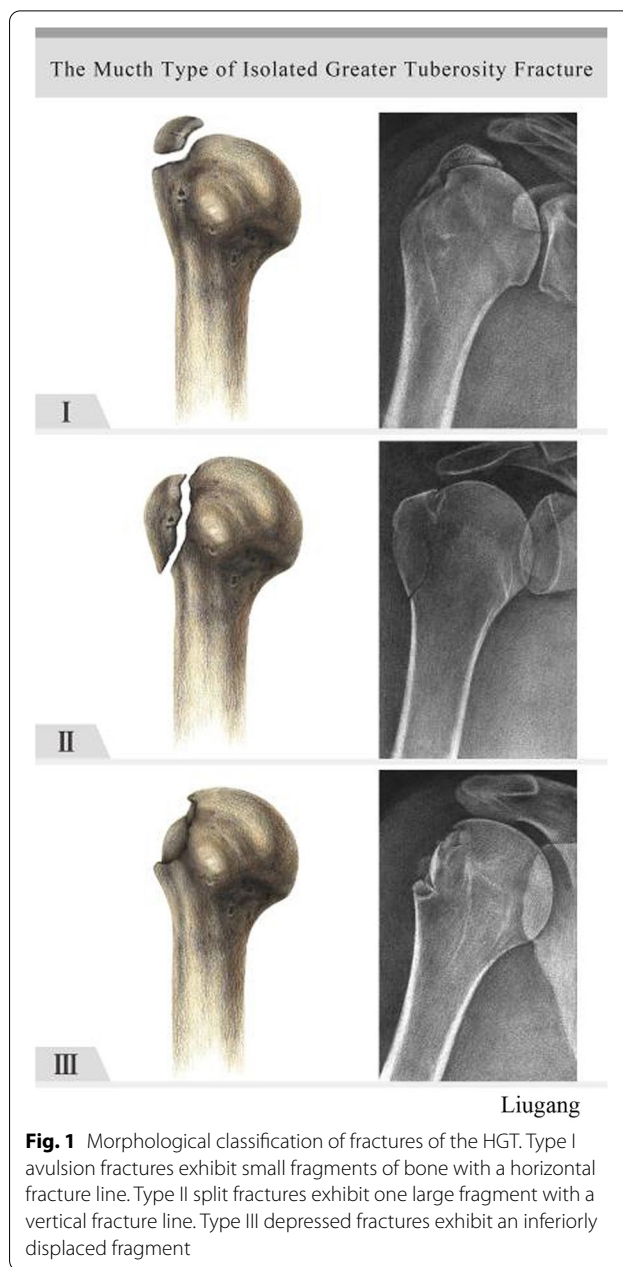 The Mucth Type of Isolated Greater Tuberosity Fracture
I
II
III
Liugang
Fig. 1 Morphological classification of fractures of the HGT. Type I
avulsion fractures exhibit small fragments of bone with a horizontal
fracture line. Type II split fractures exhibit one large fragment with a
vertical fracture line. Type III depressed fractures exhibit an inferiorly
displaced fragment